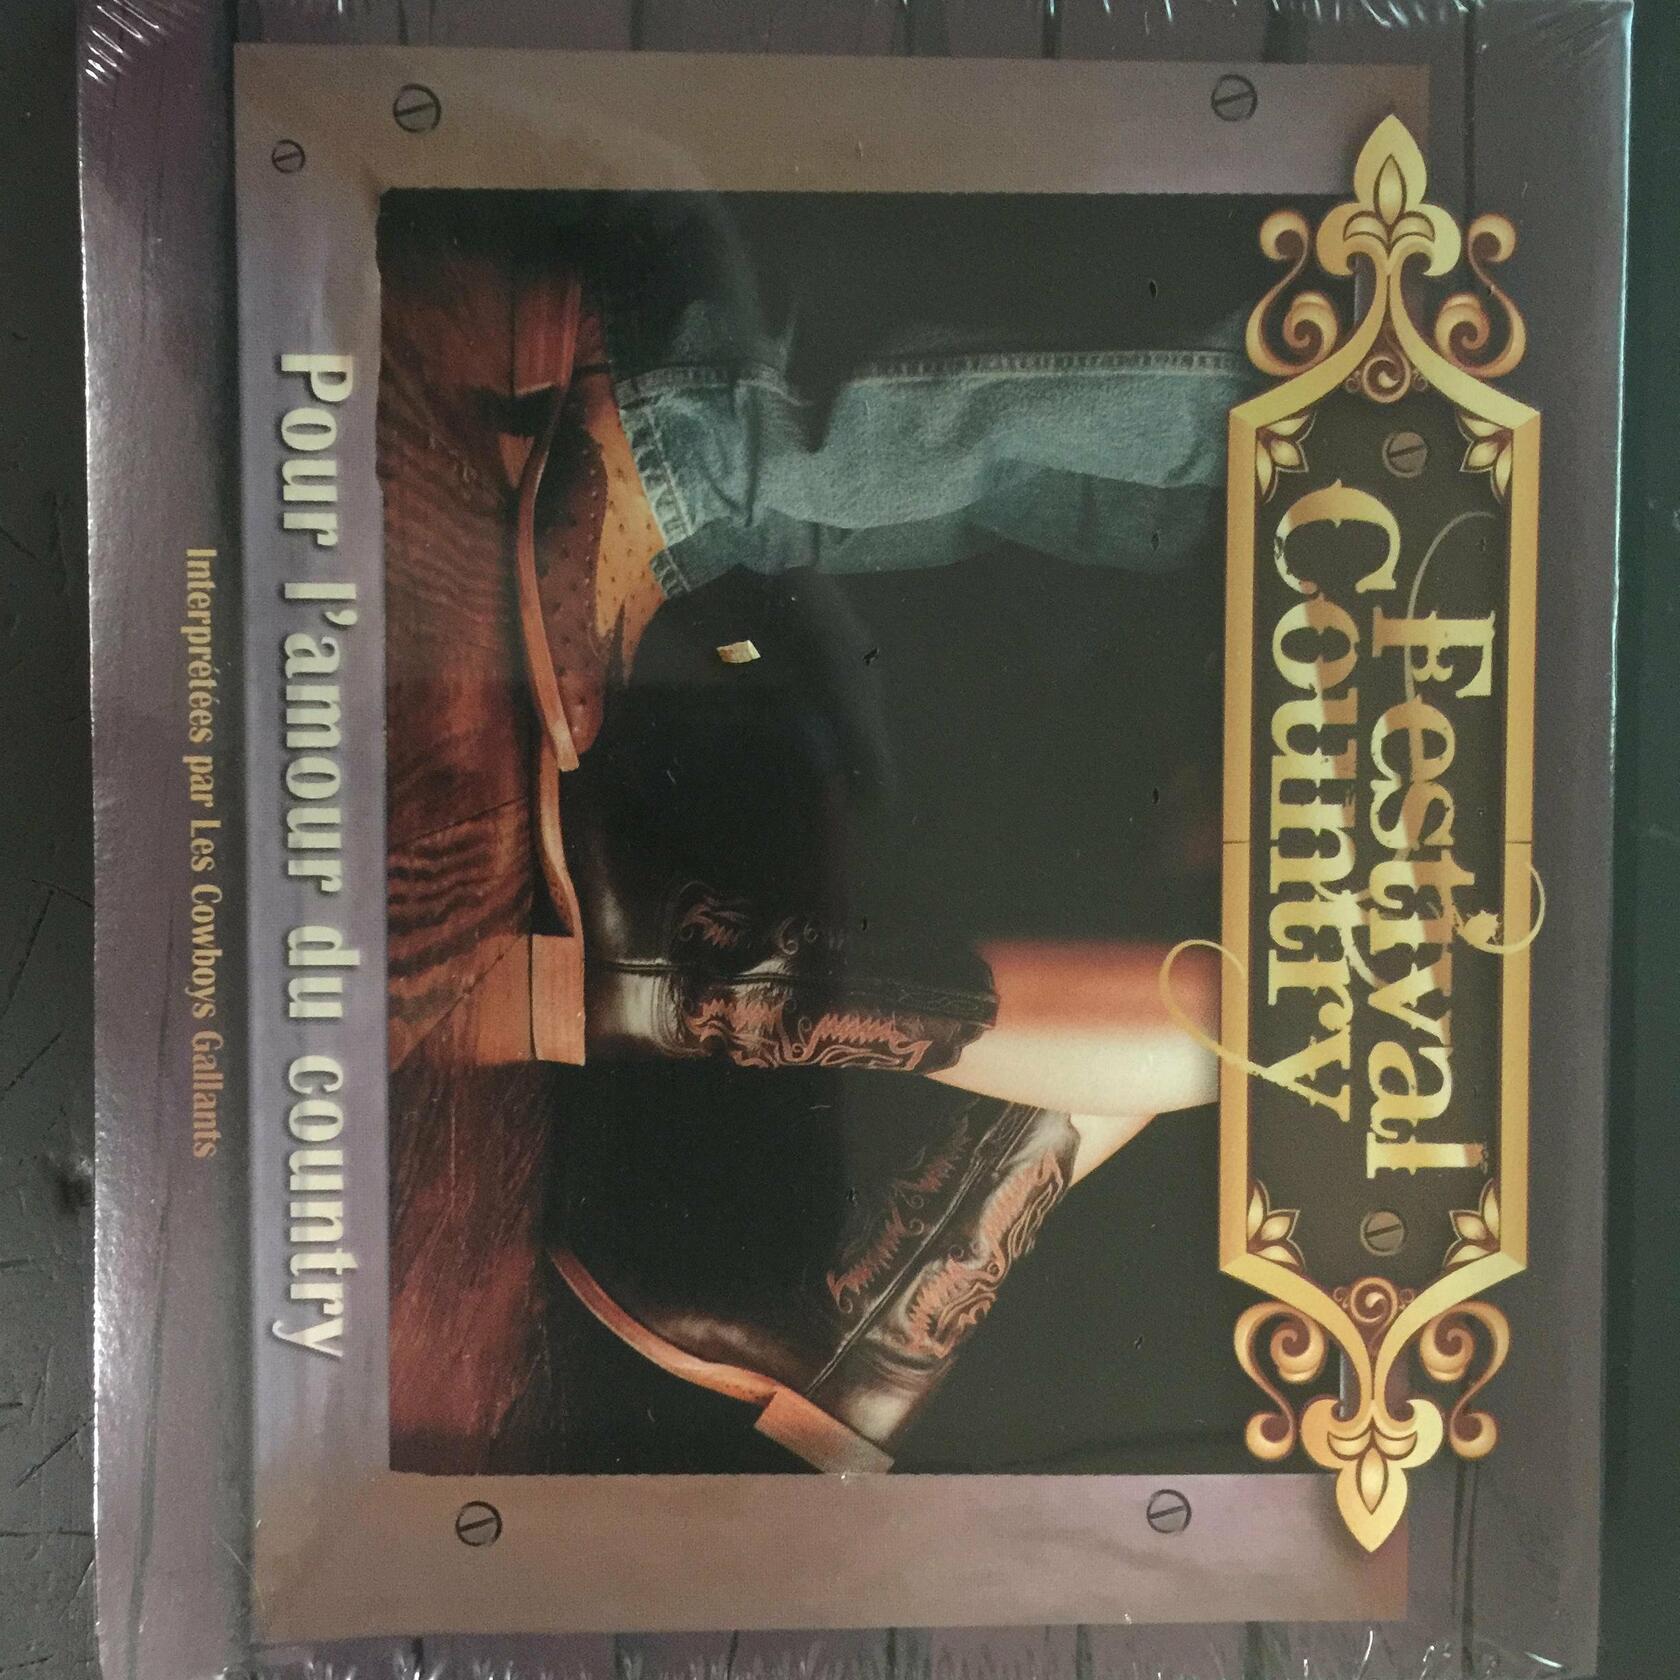 Festival
Country
Pour l'amour du country
Interprétées par Les Cowboys Gallants